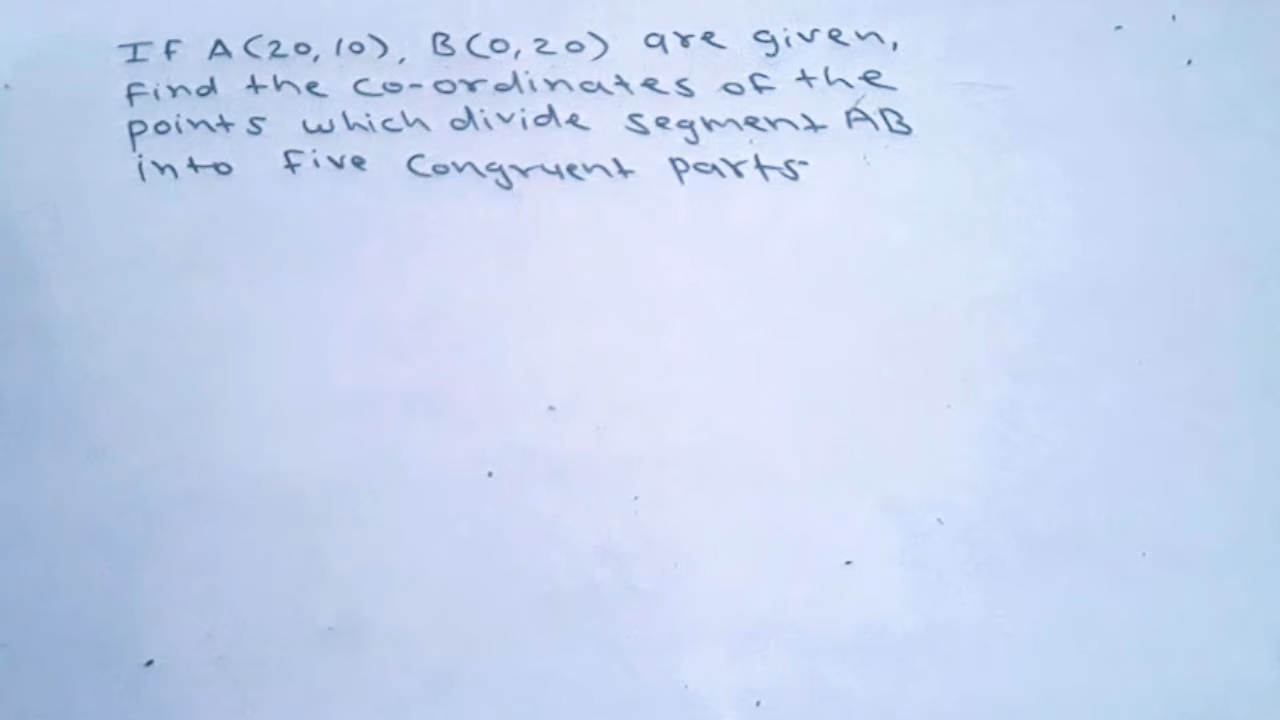 If A(20,10), B(0,20) are given,
find the co-ordinates of the
points which divide segment AB
into five congruent parts.